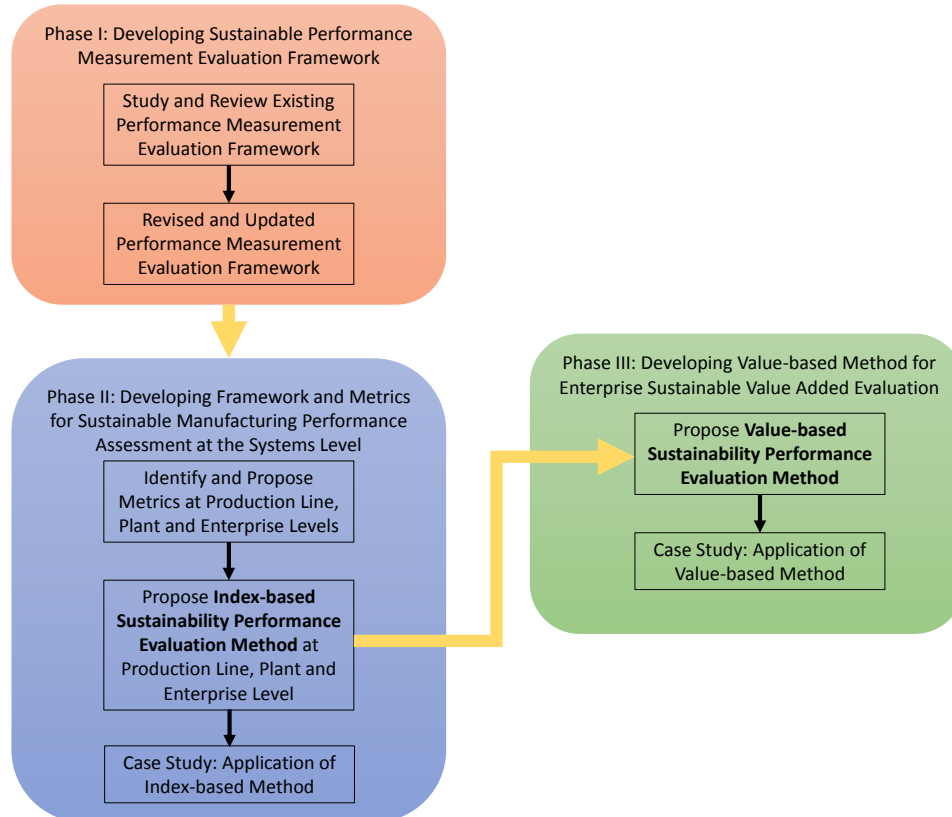 Phase I: Developing Sustainable Performance
Measurement Evaluation Framework
Study and Review Existing
Performance Measurement
Evaluation Framework
Revised and Updated
Performance Measurement
Evaluation Framework
Phase II: Developing Framework and Metrics
for Sustainable Manufacturing Performance
Assessment at the Systems Level
Identify and Propose
Metrics at Production Line,
Plant and Enterprise Levels
Propose Index-based
Sustainability Performance
Evaluation Method at
Production Line, Plant and
Enterprise Level
Case Study: Application of
Index-based Method
Phase III: Developing Value-based Method for
Enterprise Sustainable Value Added Evaluation
Propose Value-based
Sustainability Performance
Evaluation Method
Case Study: Application of
Value-based Method